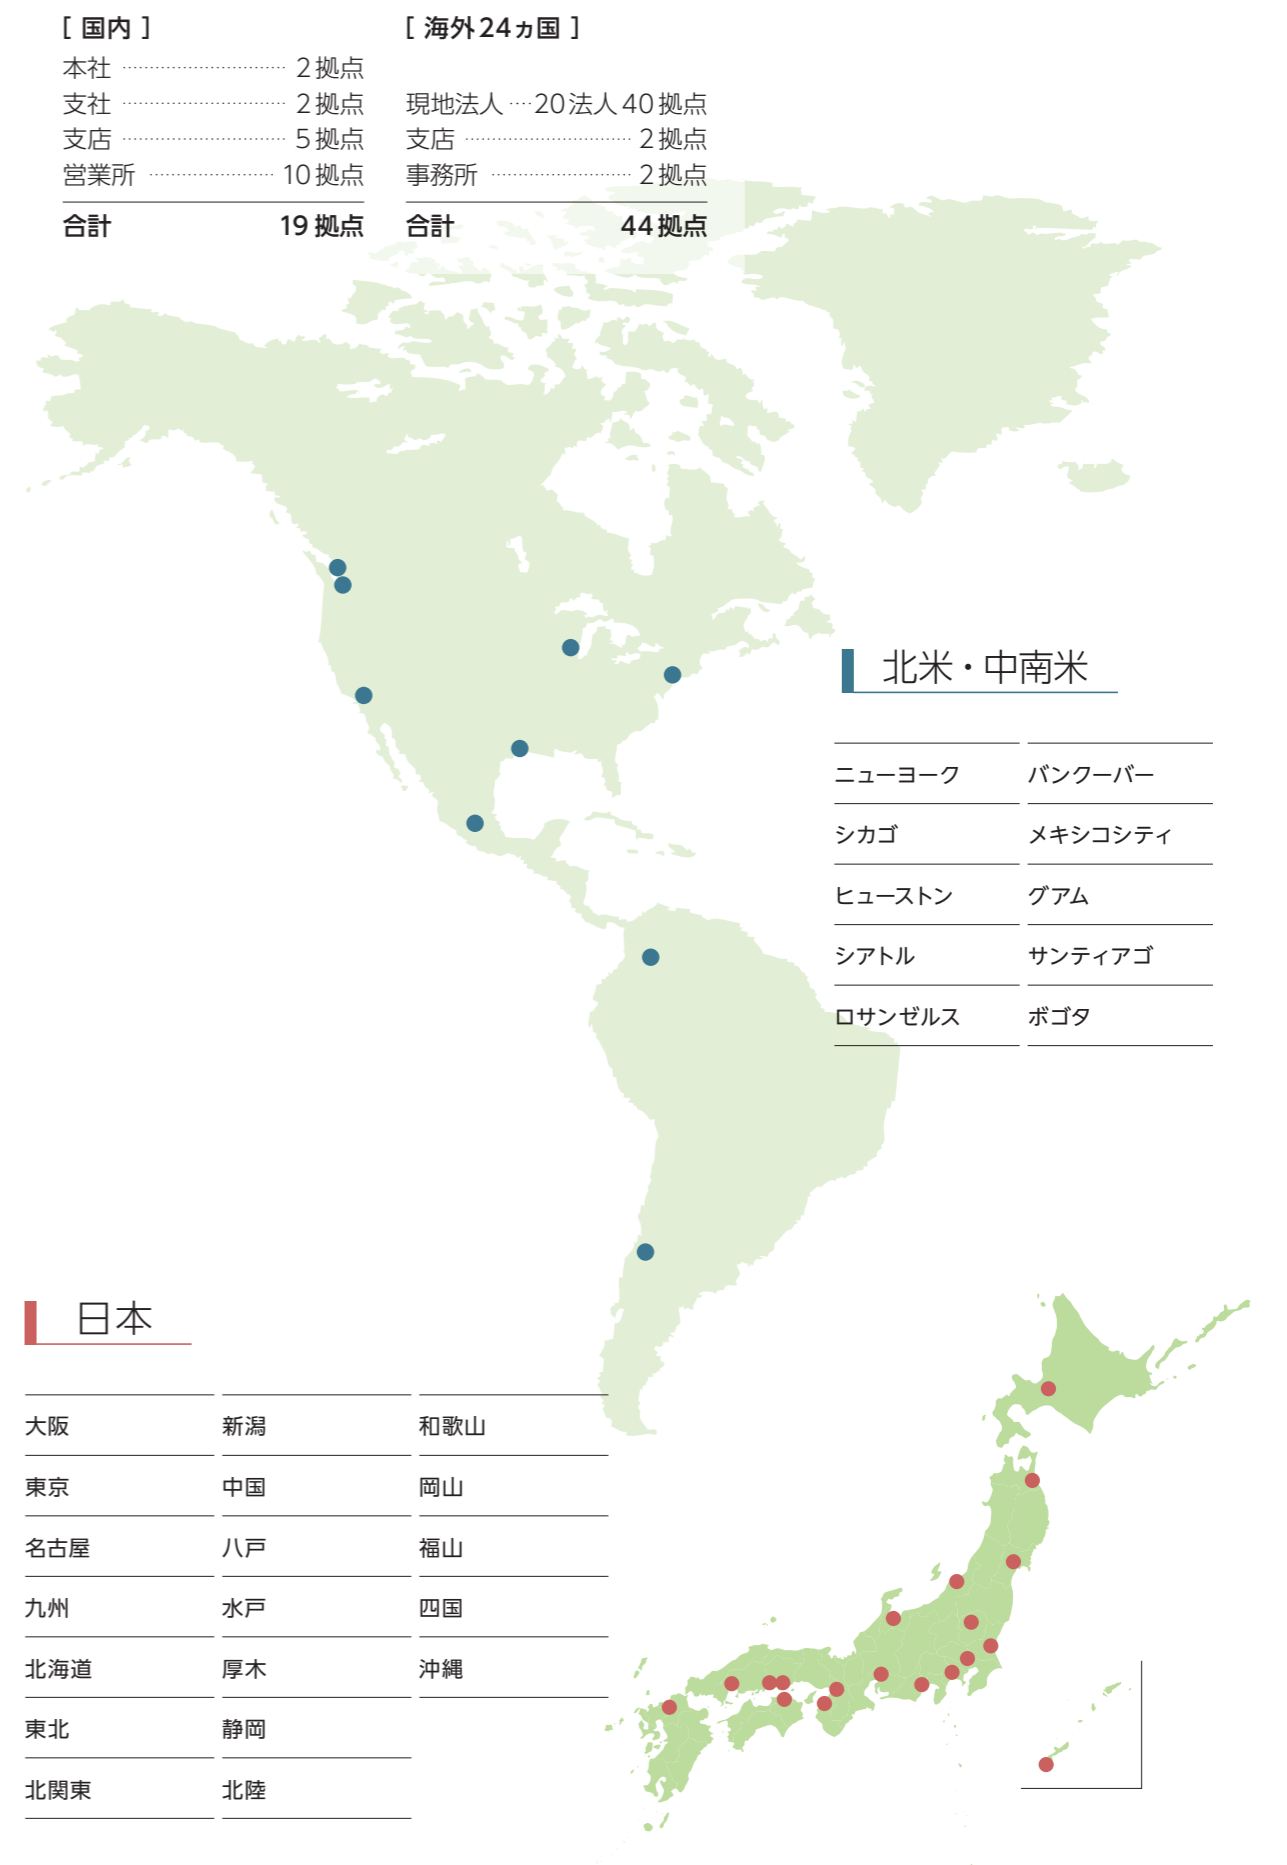 [ 国内 ]
本社 2拠点
支社 2拠点
支店 5拠点
営業所 10拠点
合計 19拠点
[ 海外24ヵ国 ]
現地法人 20法人 40拠点
支店 2拠点
事務所 2拠点
合計 44拠点
北米・中南米
ニューヨーク バンクーバー
シカゴ メキシコシティ
ヒューストン グアム
シアトル サンティアゴ
ロサンゼルス ボゴタ
日本
大阪 新潟 和歌山
東京 中国 岡山
名古屋 八戸 福山
九州 水戸 四国
北海道 厚木 沖縄
東北 静岡
北関東 北陸